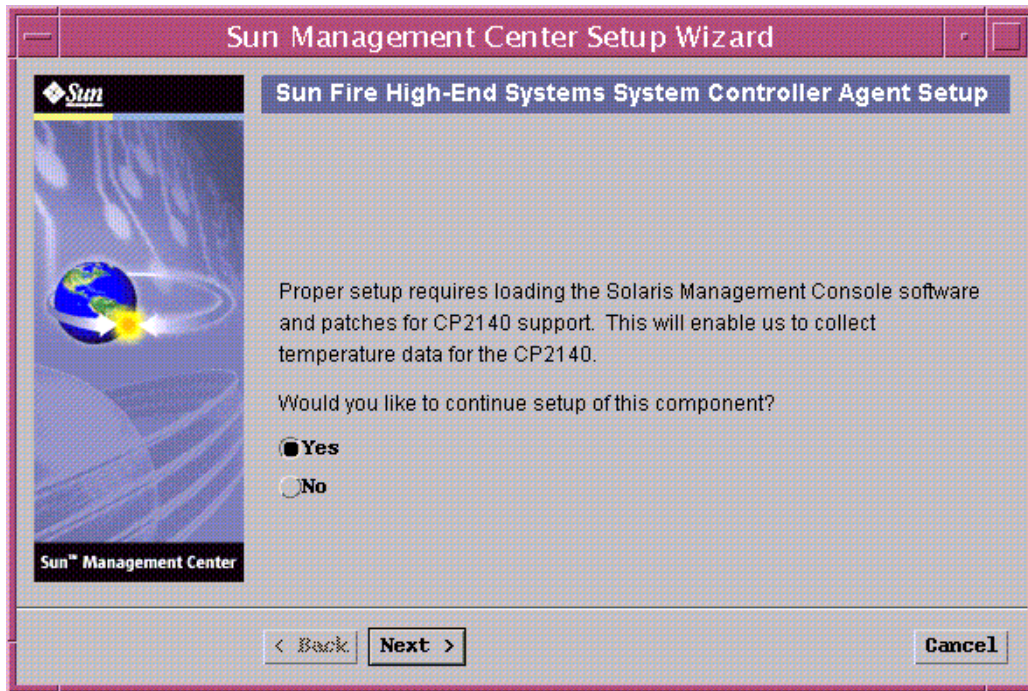 Sun Management Center Setup Wizard
Sun
Sun Fire High-End Systems System Controller Agent Setup
Proper setup requires loading the Solaris Management Console software
and patches for CP2140 support. This will enable us to collect
temperature data for the CP2140.
Would you like to continue setup of this component?
Yes
No
Sun™ Management Center
< Back
Next >
Cancel